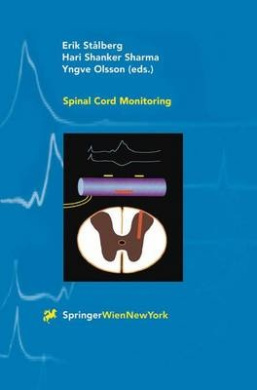 Erik Stålberg
Hari Shanker Sharma
Yngve Olsson (eds.)
Spinal Cord Monitoring
SpringerWienNewYork